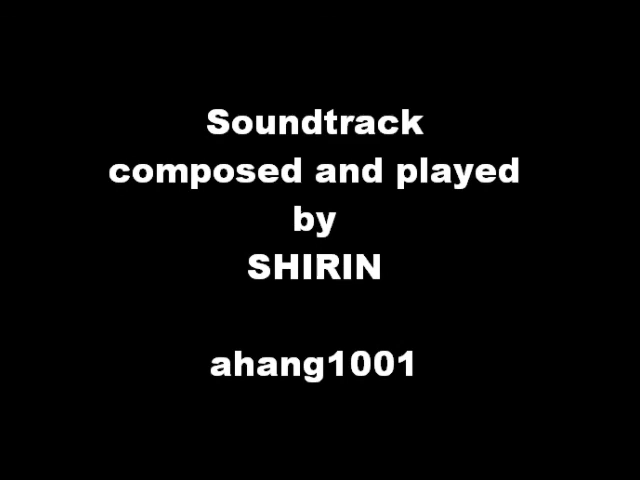 Soundtrack
composed and played
by
SHIRIN
ahang1001